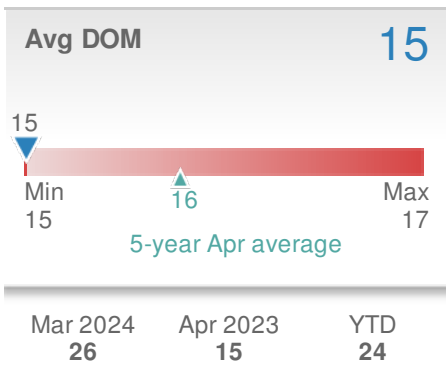 Avg DOM 15
15
Min Max
15 16 17
5-year Apr average
Mar 2024 Apr 2023 YTD
26 15 24